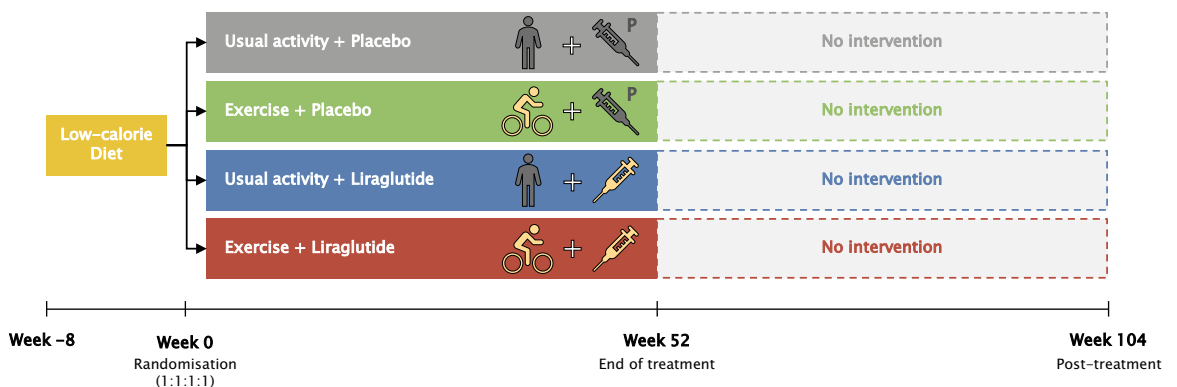 Usual activity + Placebo
P
No intervention
Exercise + Placebo
P
No intervention
Low-calorie
Diet
Usual activity + Liraglutide
No intervention
Exercise + Liraglutide
No intervention
Week -8
Week 0
Randomisation
(1:1:1:1)
Week 52
End of treatment
Week 104
Post-treatment